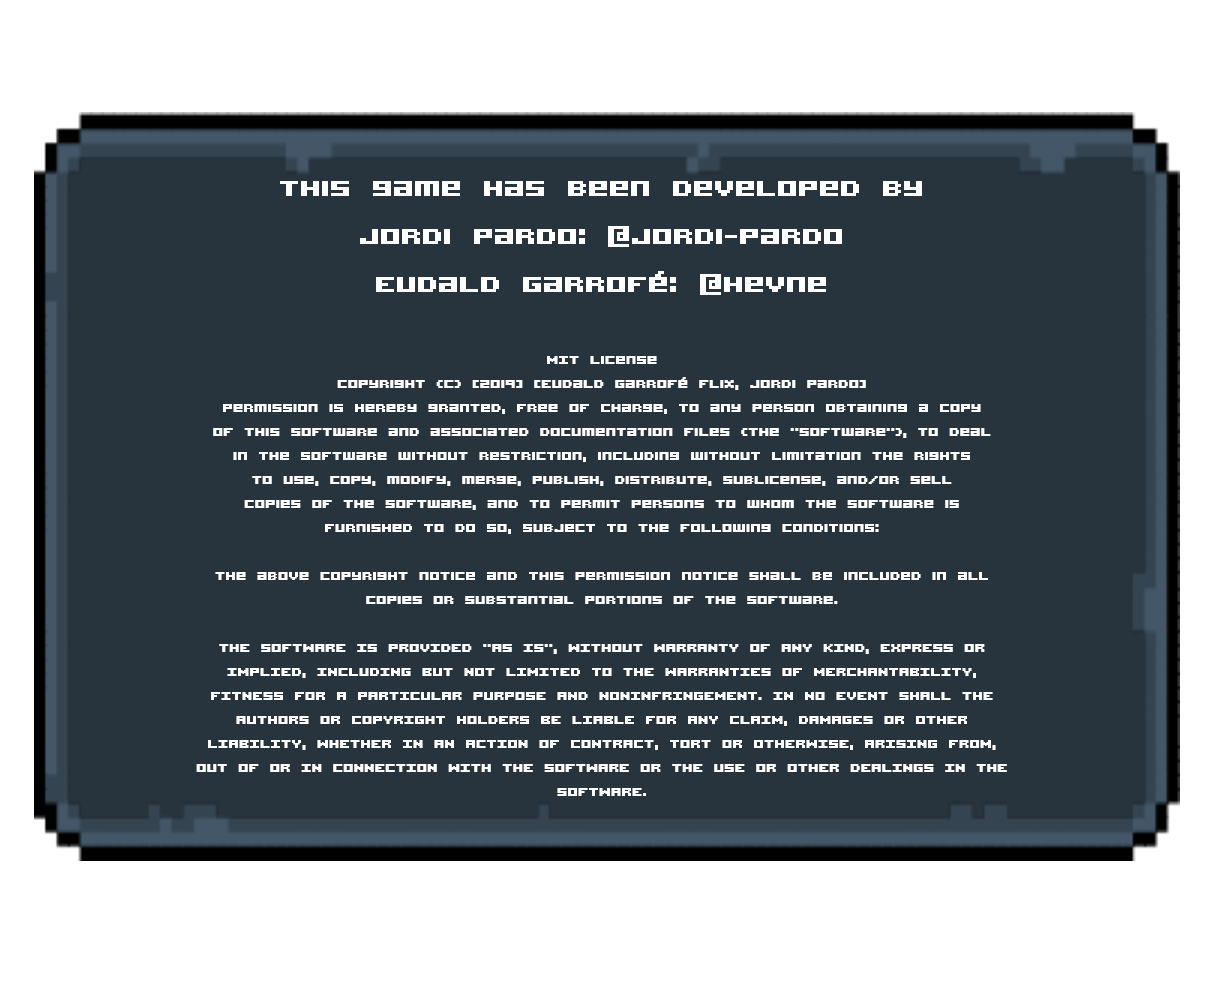 This game has been developed by
Jordi Pardo: @Jordi-Pardo
Eudald Garrofé: @Hevne
MIT License
Copyright (c) [2019] [Eudald Garrofé Flix, Jordi Pardo]
Permission is hereby granted, free of charge, to any person obtaining a copy
of this software and associated documentation files (the "Software"), to deal
in the Software without restriction, including without limitation the rights
to use, copy, modify, merge, publish, distribute, sublicense, and/or sell
copies of the Software, and to permit persons to whom the Software is
furnished to do so, subject to the following conditions:
The above copyright notice and this permission notice shall be included in all
copies or substantial portions of the Software.
THE SOFTWARE IS PROVIDED "AS IS", WITHOUT WARRANTY OF ANY KIND, EXPRESS OR
IMPLIED, INCLUDING BUT NOT LIMITED TO THE WARRANTIES OF MERCHANTABILITY,
FITNESS FOR A PARTICULAR PURPOSE AND NONINFRINGEMENT. IN NO EVENT SHALL THE
AUTHORS OR COPYRIGHT HOLDERS BE LIABLE FOR ANY CLAIM, DAMAGES OR OTHER
LIABILITY, WHETHER IN AN ACTION OF CONTRACT, TORT OR OTHERWISE, ARISING FROM,
OUT OF OR IN CONNECTION WITH THE SOFTWARE OR THE USE OR OTHER DEALINGS IN THE
SOFTWARE.